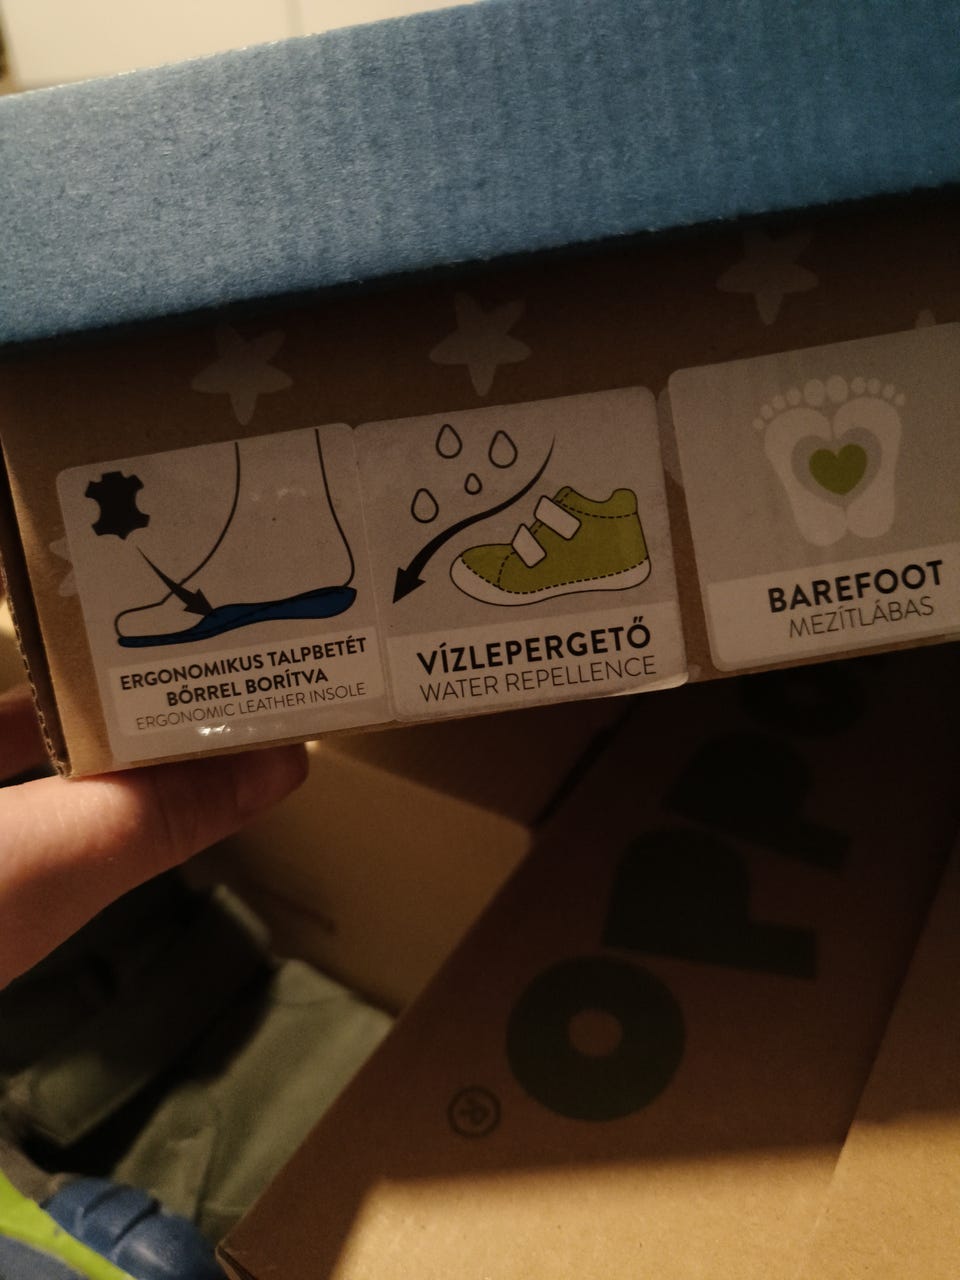 ERGONOMIKUS TALPBETÉT
BŐRREL BORÍTVA
ERGONOMIC LEATHER INSOLE
VÍZLEPERGETŐ
WATER REPELLENCE
BAREFOOT
MEZÍTLÁBAS
®